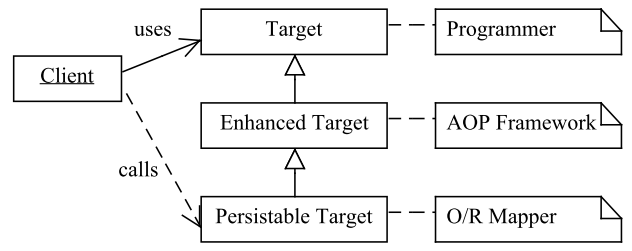 uses
Target
Programmer
Client
Enhanced Target
AOP Framework
calls
Persistable Target
O/R Mapper